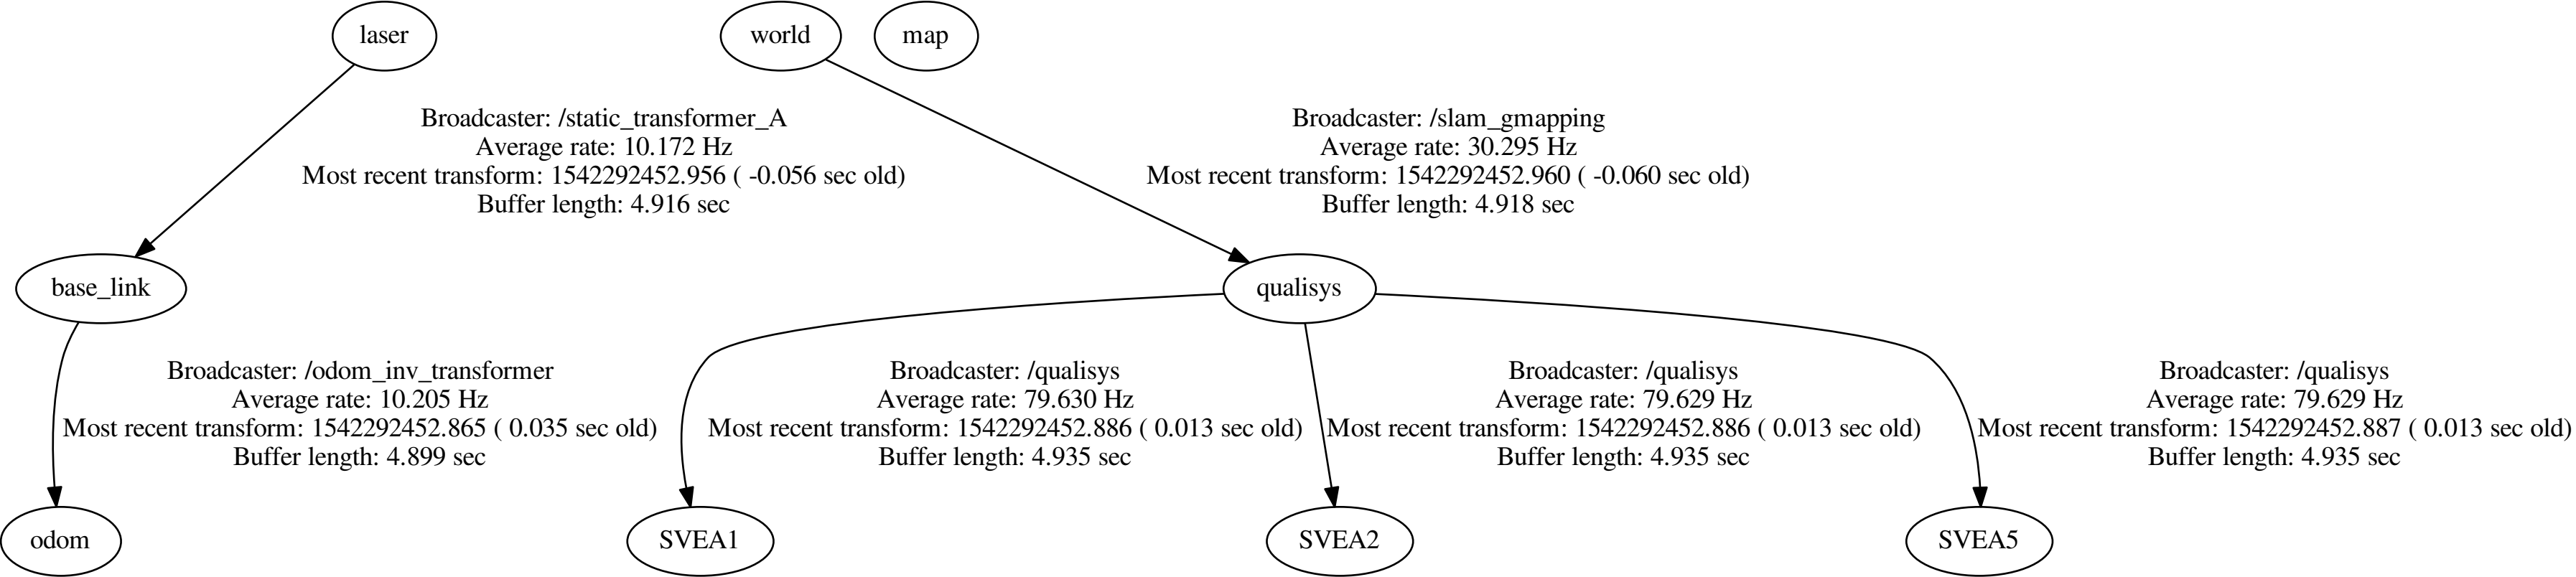 laser
world
map
Broadcaster: /static_transformer_A
Average rate: 10.172 Hz
Most recent transform: 1542292452.956 ( -0.056 sec old)
Buffer length: 4.916 sec
Broadcaster: /slam_gmapping
Average rate: 30.295 Hz
Most recent transform: 1542292452.960 ( -0.060 sec old)
Buffer length: 4.918 sec
base_link
qualisys
Broadcaster: /odom_inv_transformer
Average rate: 10.205 Hz
Most recent transform: 1542292452.865 ( 0.035 sec old)
Buffer length: 4.899 sec
Broadcaster: /qualisys
Average rate: 79.630 Hz
Most recent transform: 1542292452.886 ( 0.013 sec old)
Buffer length: 4.935 sec
Broadcaster: /qualisys
Average rate: 79.629 Hz
Most recent transform: 1542292452.886 ( 0.013 sec old)
Buffer length: 4.935 sec
Broadcaster: /qualisys
Average rate: 79.629 Hz
Most recent transform: 1542292452.887 ( 0.013 sec old)
Buffer length: 4.935 sec
odom
SVEA1
SVEA2
SVEA5